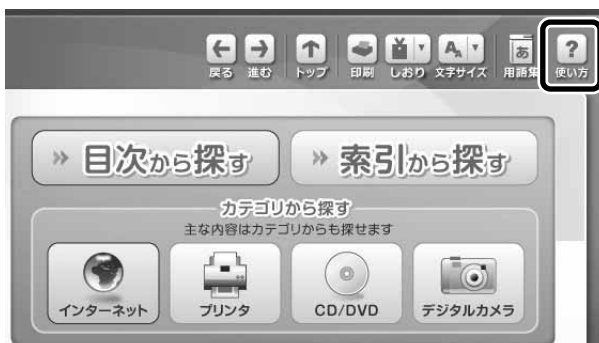 戻る 進む トップ 印刷 しおり 文字サイズ 用語集 使い方
目次から探す 索引から探す
カテゴリから探す
主な内容はカテゴリからも探せます
インターネット プリンタ CD/DVD デジタルカメラ